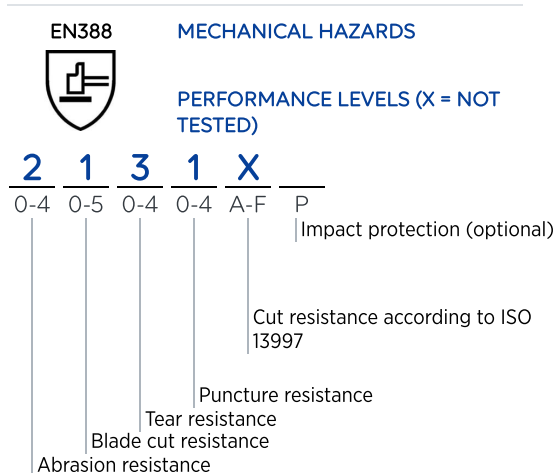 EN388
MECHANICAL HAZARDS
PERFORMANCE LEVELS (X = NOT
TESTED)
2 1 3 1 X
0-4 0-5 0-4 0-4 A-F P
Impact protection (optional)
Cut resistance according to ISO
13997
Puncture resistance
Tear resistance
Blade cut resistance
Abrasion resistance